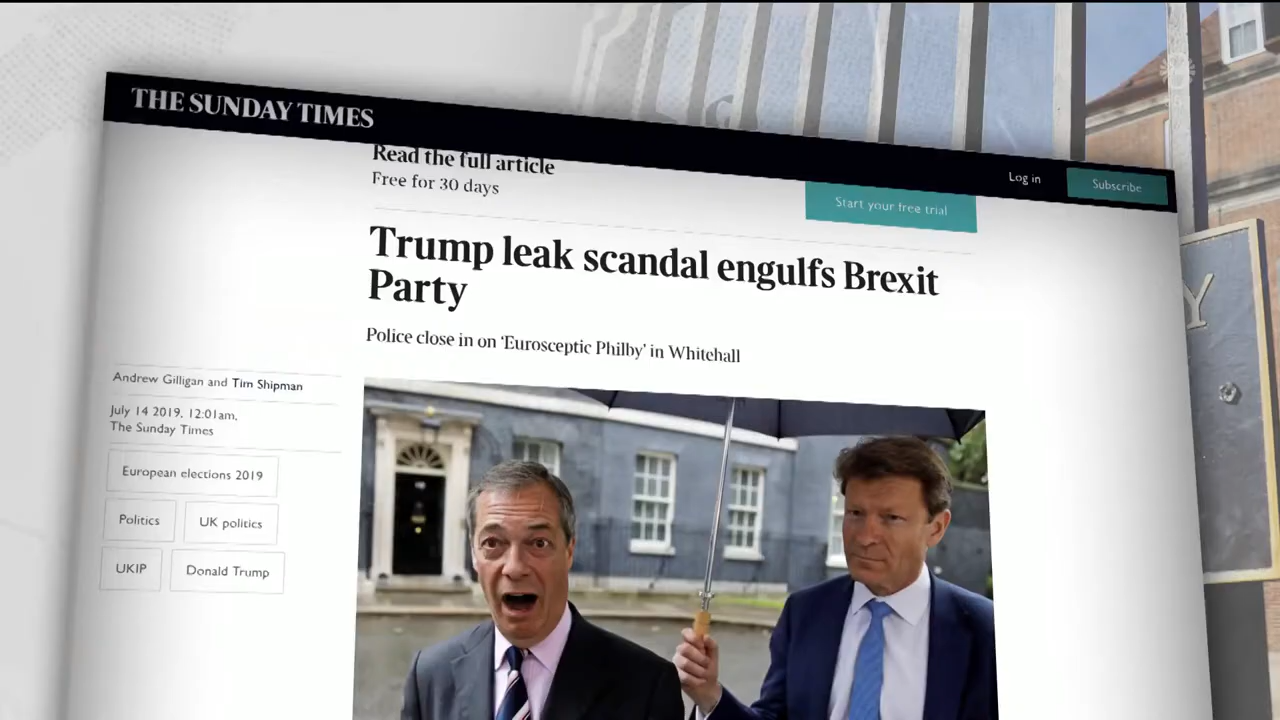 THE SUNDAY TIMES
Log in
Subscribe
Read the full article
Free for 30 days
Start your free trial
Trump leak scandal engulfs Brexit
Party
Police close in on ‘Eurosceptic Philby’ in Whitehall
Andrew Gilligan and Tim Shipman
July 14 2019, 12:01am,
The Sunday Times
European elections 2019
Politics
UK politics
UKIP
Donald Trump
Y